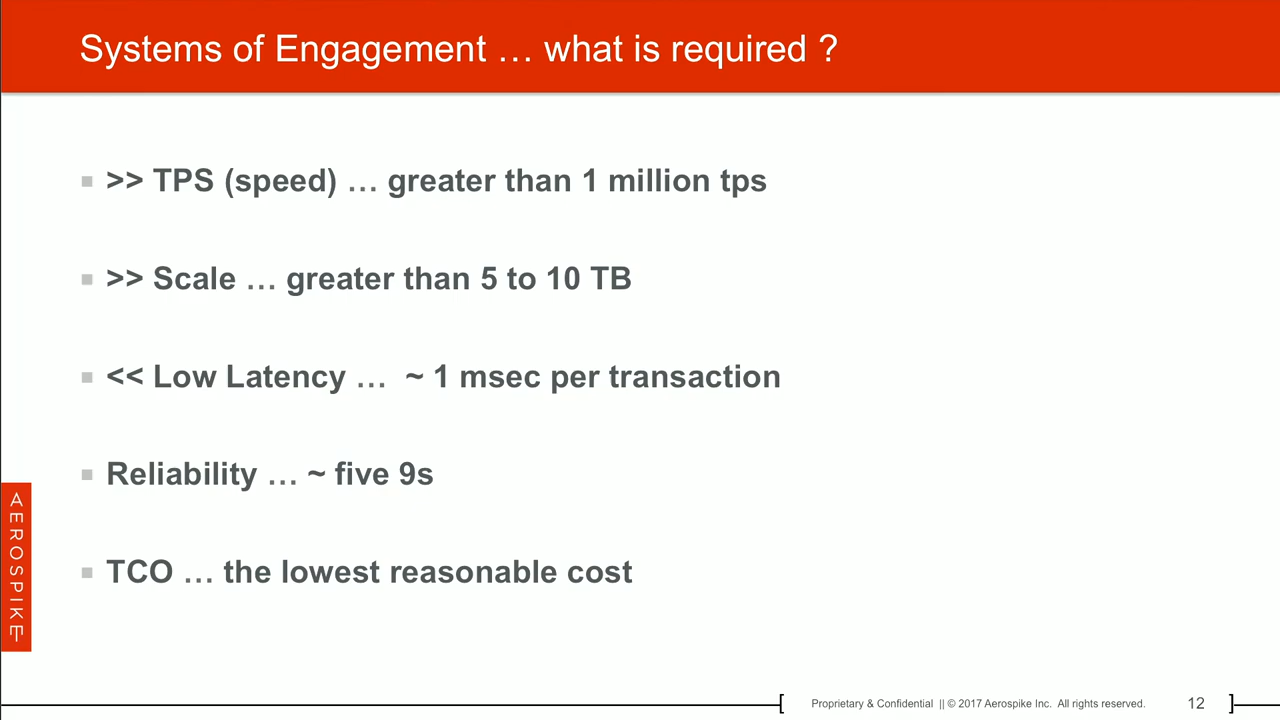 Systems of Engagement … what is required ?
>> TPS (speed) … greater than 1 million tps
>> Scale … greater than 5 to 10 TB
<< Low Latency … ~ 1 msec per transaction
Reliability … ~ five 9s
TCO … the lowest reasonable cost
AEROSPIKE
Proprietary & Confidential || © 2017 Aerospike Inc. All rights reserved.
12